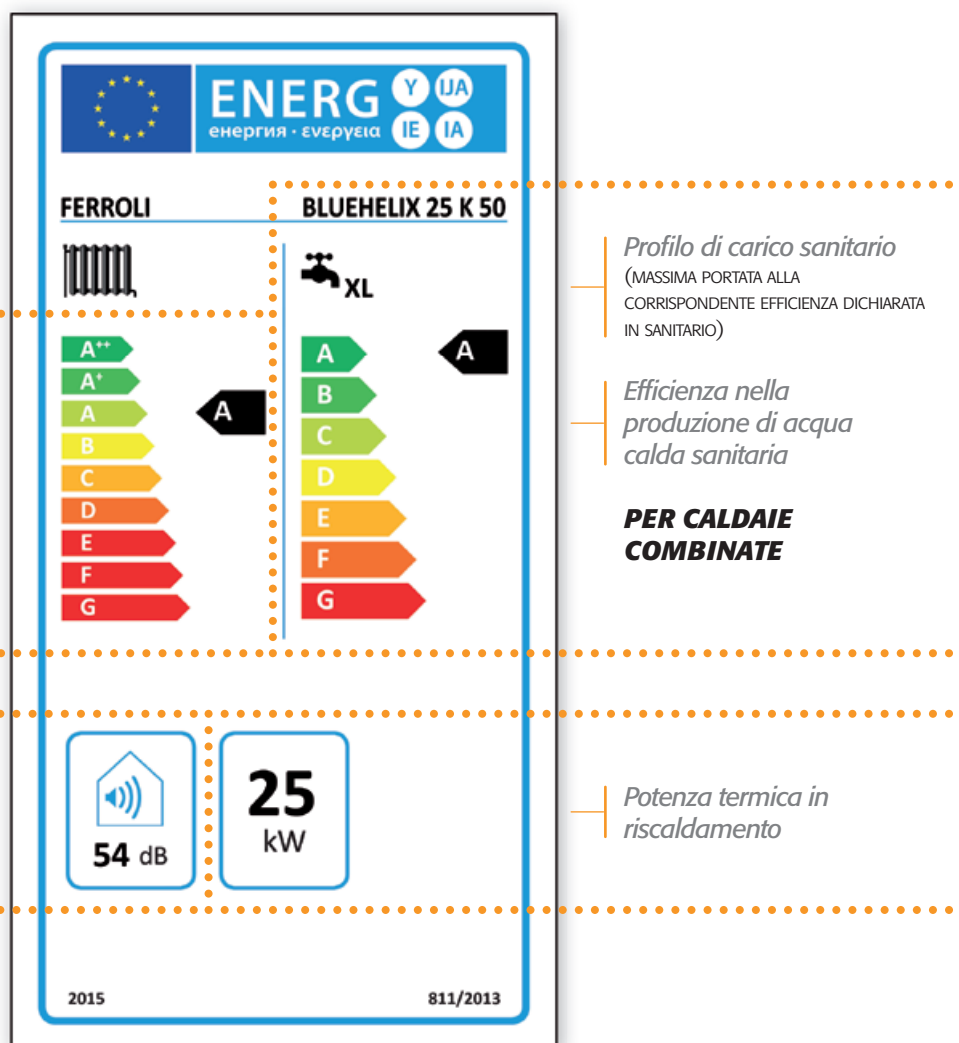 ENERG
енергия · ενεργεια
Y
IJA
IE
IA
FERROLI
BLUEHELIX 25 K 50
XL
A++
A+
A
B
C
D
E
F
G
A
A
B
C
D
E
F
G
A
54 dB
25
kW
2015
811/2013
Profilo di carico sanitario
(MASSIMA PORTATA ALLA
CORRISPONDENTE EFFICIENZA DICHIARATA
IN SANITARIO)
Efficienza nella
produzione di acqua
calda sanitaria
PER CALDAIE
COMBINATE
Potenza termica in
riscaldamento